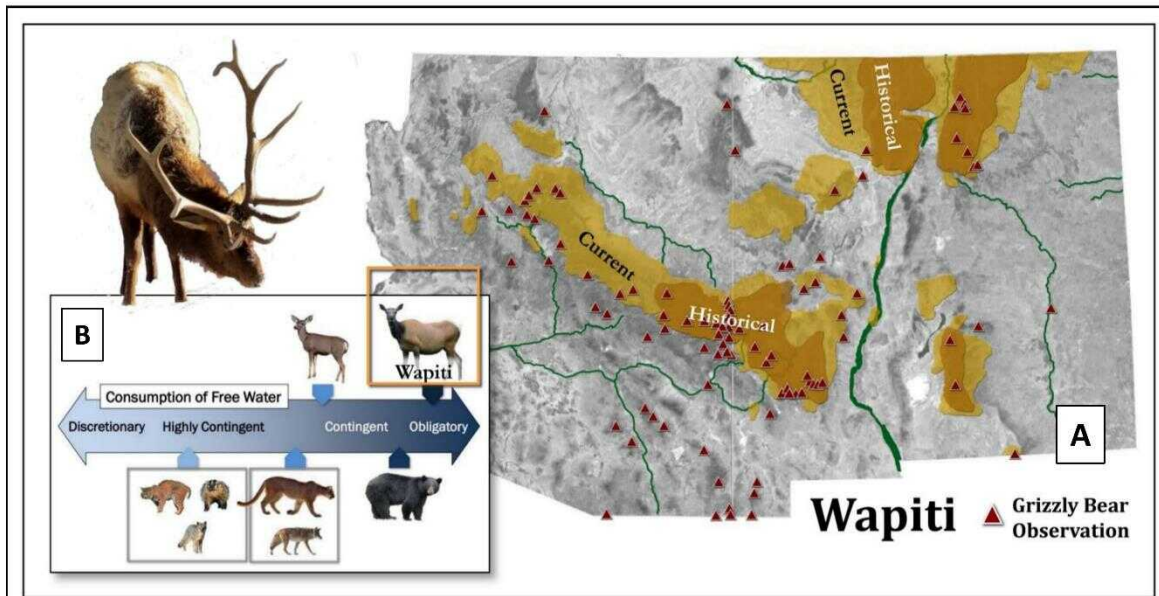 Current
Historical
Current
Historical
B
Wapiti
Consumption of Free Water
Discretionary
Highly Contingent
Contingent
Obligatory
A
Wapiti
Grizzly Bear
Observation